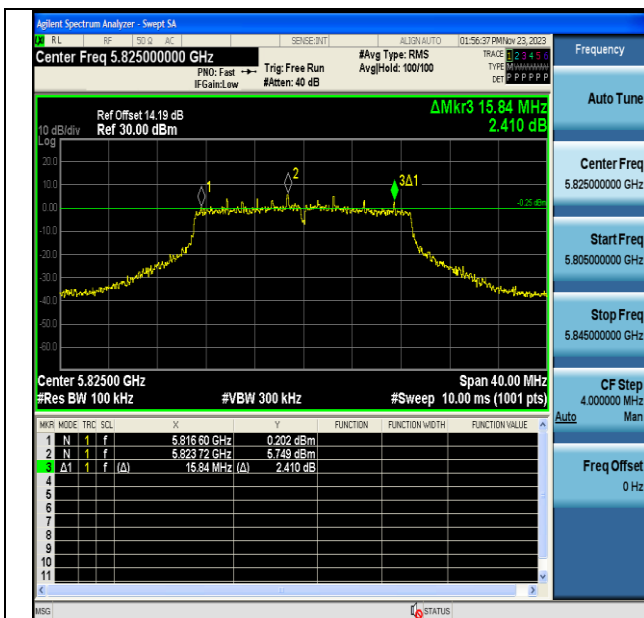 Agilent Spectrum Analyzer - Swept SA
RL RF 50 Ω AC SENSE:INT ALIGN AUTO 01:56:37 PM Nov 23, 2023
Center Freq 5.825000000 GHz
PNO: Fast
IFGain:Low
Trig: Free Run
#Atten: 40 dB
#Avg Type: RMS
Avg|Hold: 100/100
TRACE 1 2 3 4 5 6
TYPE
DET P P P P P P
ΔMkr3 15.84 MHz
2.410 dB
Ref Offset 14.19 dB
Ref 30.00 dBm
10 dB/div
Log
20.0
10.0
0.00
-10.0
-20.0
-30.0
-40.0
-50.0
-60.0
1
2
3Δ1
-0.25 dBm
Center 5.82500 GHz
Span 40.00 MHz
#Res BW 100 kHz
#VBW 300 kHz
#Sweep 10.00 ms (1001 pts)
MKR MODE TRC SCL X Y FUNCTION FUNCTION WIDTH FUNCTION VALUE
1 N 1 f 5.816 60 GHz 0.202 dBm
2 N 1 f 5.823 72 GHz 5.749 dBm
3 Δ1 1 f (Δ) 15.84 MHz (Δ) 2.410 dB
4
5
6
7
8
9
10
11
MSG
STATUS
Frequency
Auto Tune
Center Freq
5.825000000 GHz
Start Freq
5.805000000 GHz
Stop Freq
5.845000000 GHz
CF Step
4.000000 MHz
Auto Man
Freq Offset
0 Hz